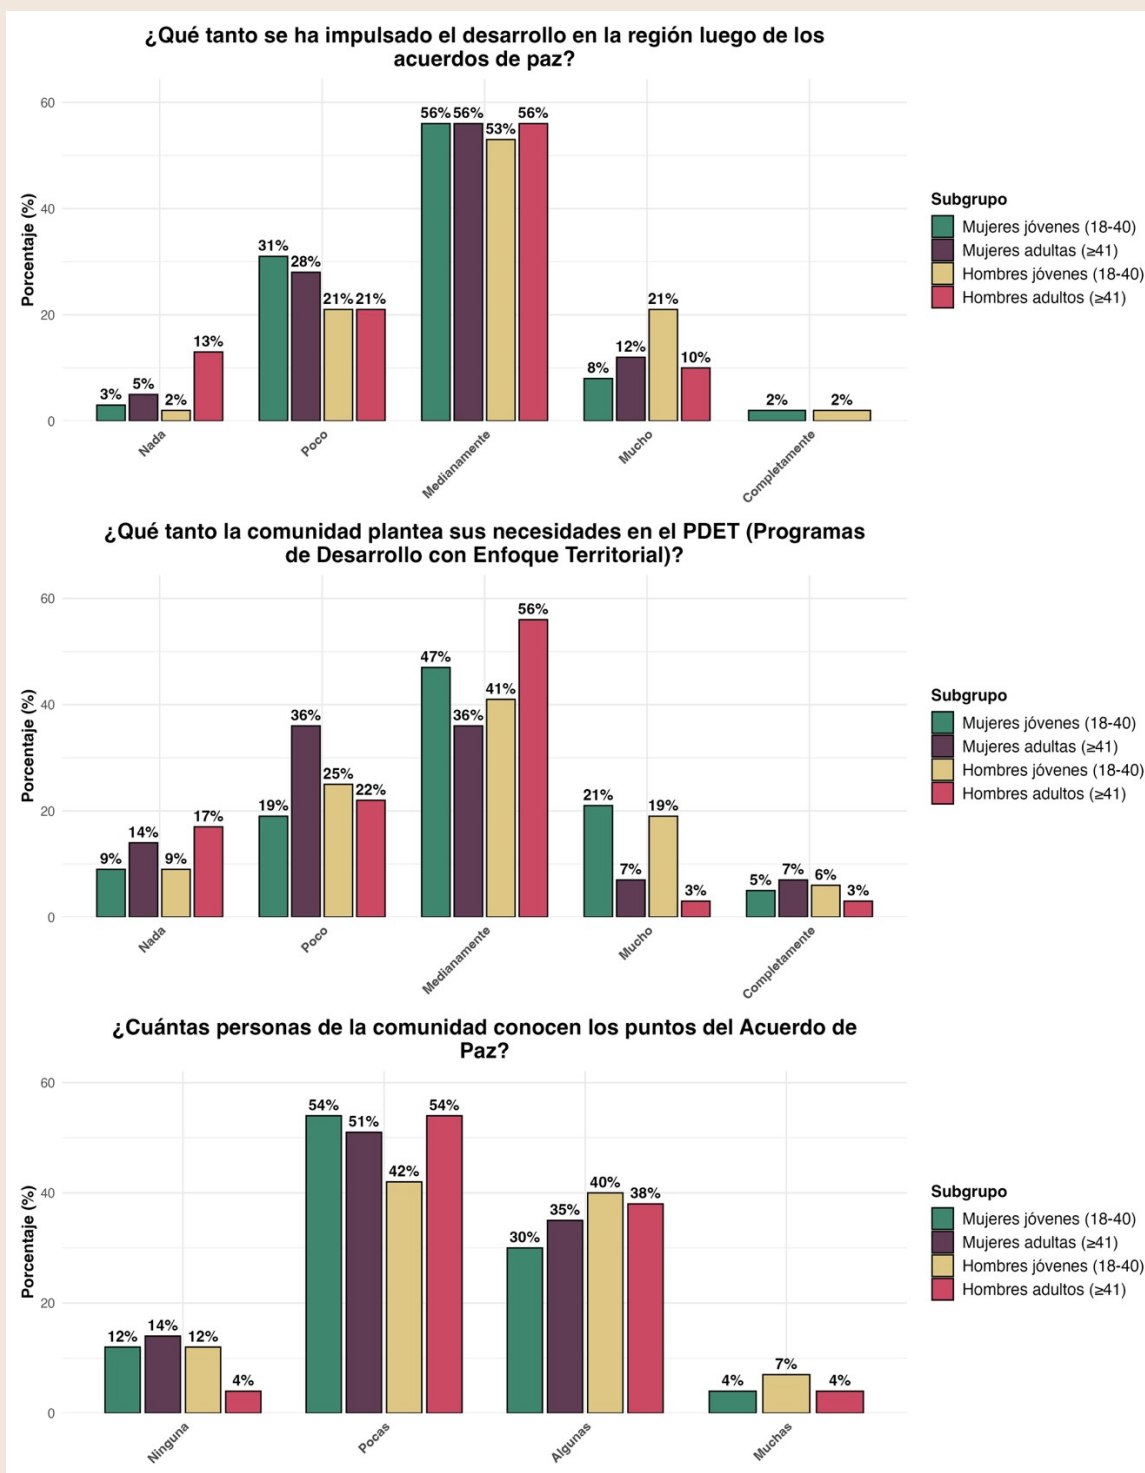 ¿Qué tanto se ha impulsado el desarrollo en la región luego de los
acuerdos de paz?
Porcentaje (%)
60
40
20
0
56% 56% 53% 56%
31% 28% 21% 21%
21%
3% 5% 2% 13%
8% 12% 10%
2% 2%
Nada
Poco
Medianamente
Mucho
Completamente
Subgrupo
Mujeres jóvenes (18-40)
Mujeres adultas (≥41)
Hombres jóvenes (18-40)
Hombres adultos (≥41)
¿Qué tanto la comunidad plantea sus necesidades en el PDET (Programas
de Desarrollo con Enfoque Territorial)?
Porcentaje (%)
60
40
20
0
9% 14% 9% 17%
19% 36% 25% 22%
47% 36% 41% 56%
21% 7% 19% 3%
5% 7% 6% 3%
Nada
Poco
Medianamente
Mucho
Completamente
Subgrupo
Mujeres jóvenes (18-40)
Mujeres adultas (≥41)
Hombres jóvenes (18-40)
Hombres adultos (≥41)
¿Cuántas personas de la comunidad conocen los puntos del Acuerdo de
Paz?
Porcentaje (%)
60
40
20
0
12% 14% 12% 4%
54% 51% 42% 54%
30% 35% 40% 38%
4% 7% 4%
Ninguna
Pocas
Algunas
Muchas
Subgrupo
Mujeres jóvenes (18-40)
Mujeres adultas (≥41)
Hombres jóvenes (18-40)
Hombres adultos (≥41)